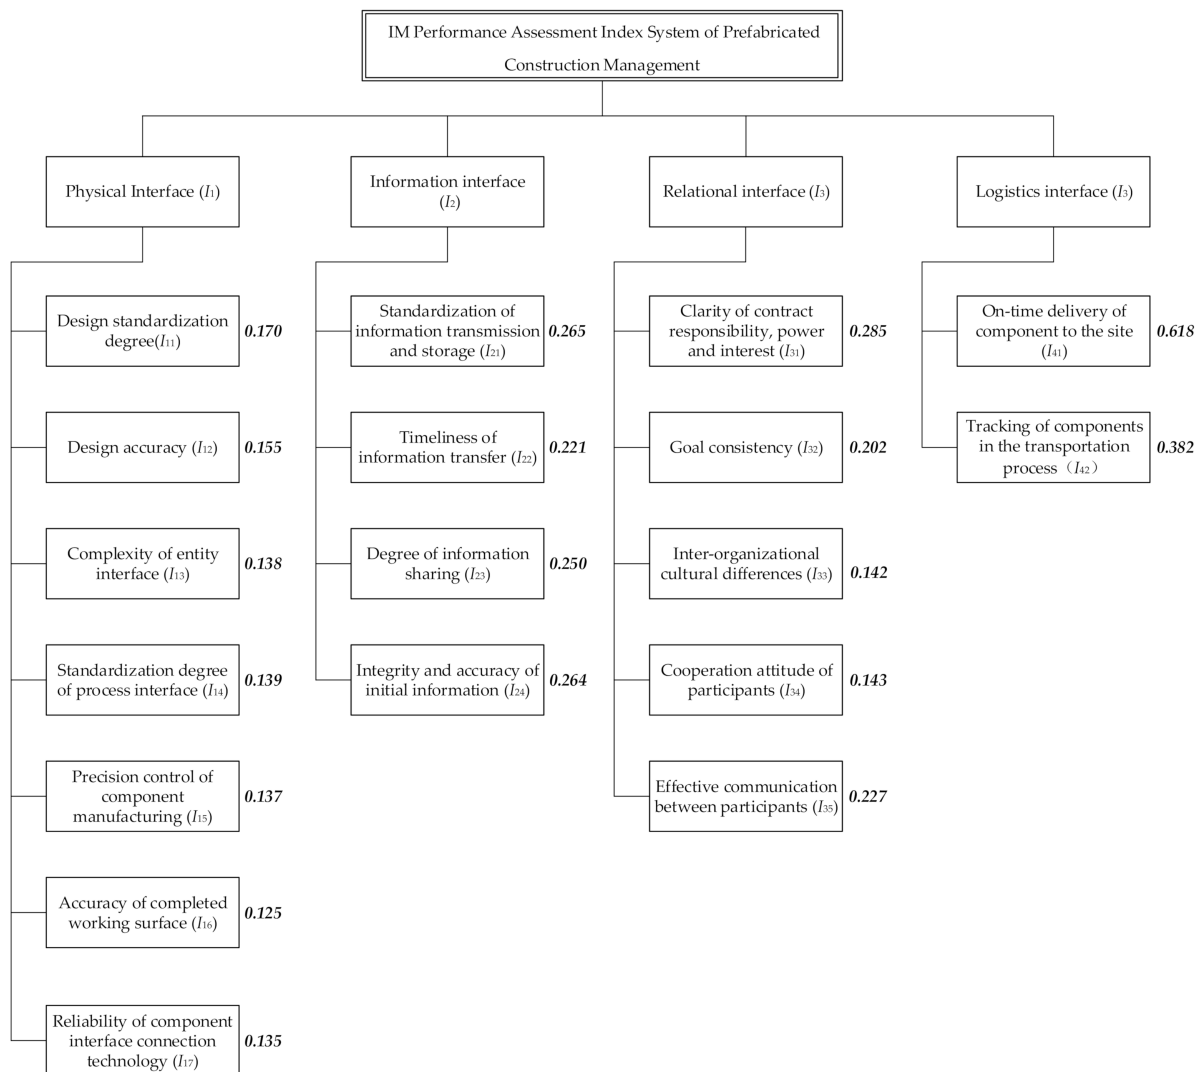 IM Performance Assessment Index System of Prefabricated
Construction Management
Physical Interface (I1)
Information interface
(I2)
Relational interface (I3)
Logistics interface (I3)
Design standardization
degree(I11)
0.170
Design accuracy (I12)
0.155
Complexity of entity
interface (I13)
0.138
Standardization degree
of process interface (I14)
0.139
Precision control of
component
manufacturing (I15)
0.137
Accuracy of completed
working surface (I16)
0.125
Reliability of component
interface connection
technology (I17)
0.135
Standardization of
information transmission
and storage (I21)
0.265
Timeliness of
information transfer (I22)
0.221
Degree of information
sharing (I23)
0.250
Integrity and accuracy of
initial information (I24)
0.264
Clarity of contract
responsibility, power
and interest (I31)
0.285
Goal consistency (I32)
0.202
Inter-organizational
cultural differences (I33)
0.142
Cooperation attitude of
participants (I34)
0.143
Effective communication
between participants (I35)
0.227
On-time delivery of
component to the site
(I41)
0.618
Tracking of components
in the transportation
process（I42）
0.382